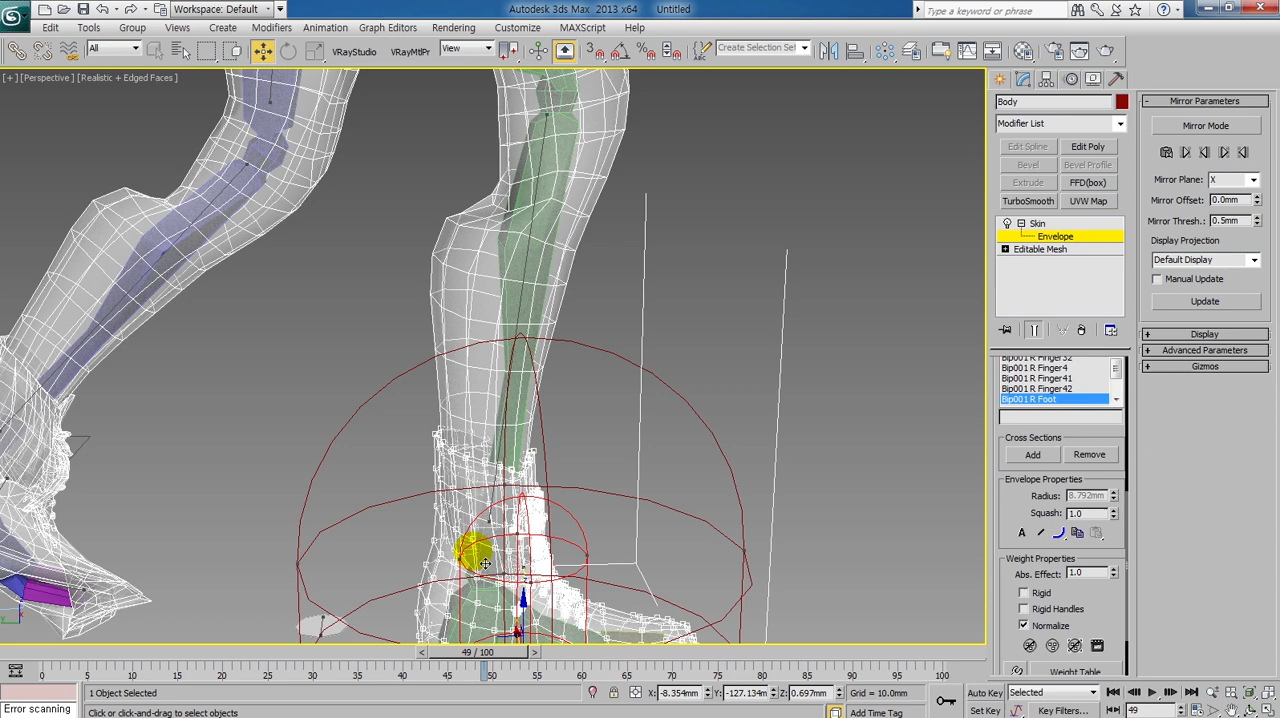 Workspace: Default
Autodesk 3ds Max 2013 x64 Untitled
Type a keyword or phrase
Edit Tools Group Views Create Modifiers Animation Graph Editors Rendering Customize MAXScript Help
All
VRayStudio
VRayMtlPr
View
3
Create Selection Set
[+] [Perspective] [Realistic + Edged Faces]
Body
Modifier List
Edit Spline Edit Poly
Bevel Bevel Profile
Extrude FFD(box)
TurboSmooth UVW Map
Skin
Envelope
Editable Mesh
Bip001 R Finger32
Bip001 R Finger4
Bip001 R Finger41
Bip001 R Finger42
Bip001 R Foot
Cross Sections
Add Remove
Envelope Properties
Radius: 8.792mm
Squash: 1.0
Weight Properties
Abs. Effect: 1.0
Rigid
Rigid Handles
Normalize
Weight Table
Mirror Parameters
Mirror Mode
Mirror Plane: X
Mirror Offset: 0.0mm
Mirror Thresh.: 0.5mm
Display Projection
Default Display
Manual Update
Update
Display
Advanced Parameters
Gizmos
49 / 100
0 5 10 15 20 25 30 35 40 45 50 55 60 65 70 75 80 85 90 95 100
1 Object Selected
X: -8.354mm Y: -127.134m Z: 0.697mm Grid = 10.0mm
Auto Key Selected
Error scanning
Click or click-and-drag to select objects
Add Time Tag
Set Key Key Filters... 49